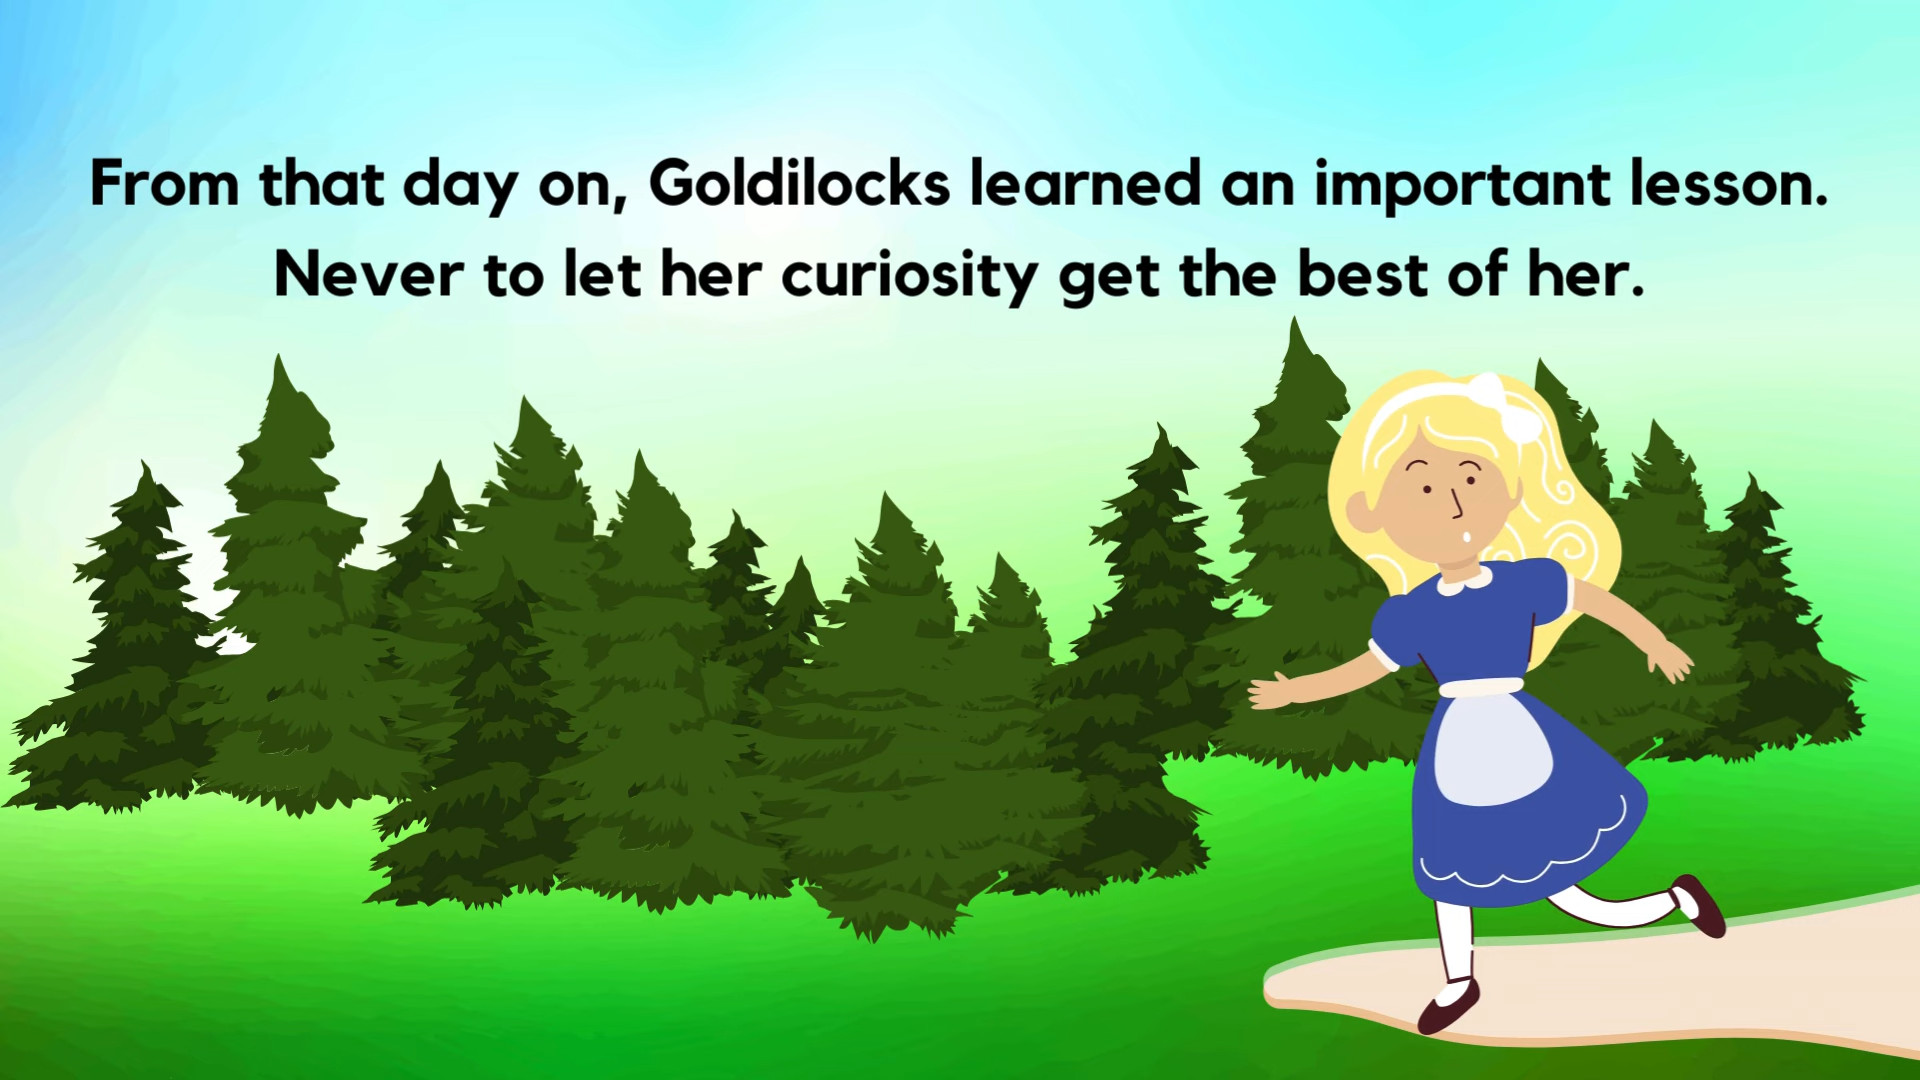 From that day on, Goldilocks learned an important lesson.
Never to let her curiosity get the best of her.